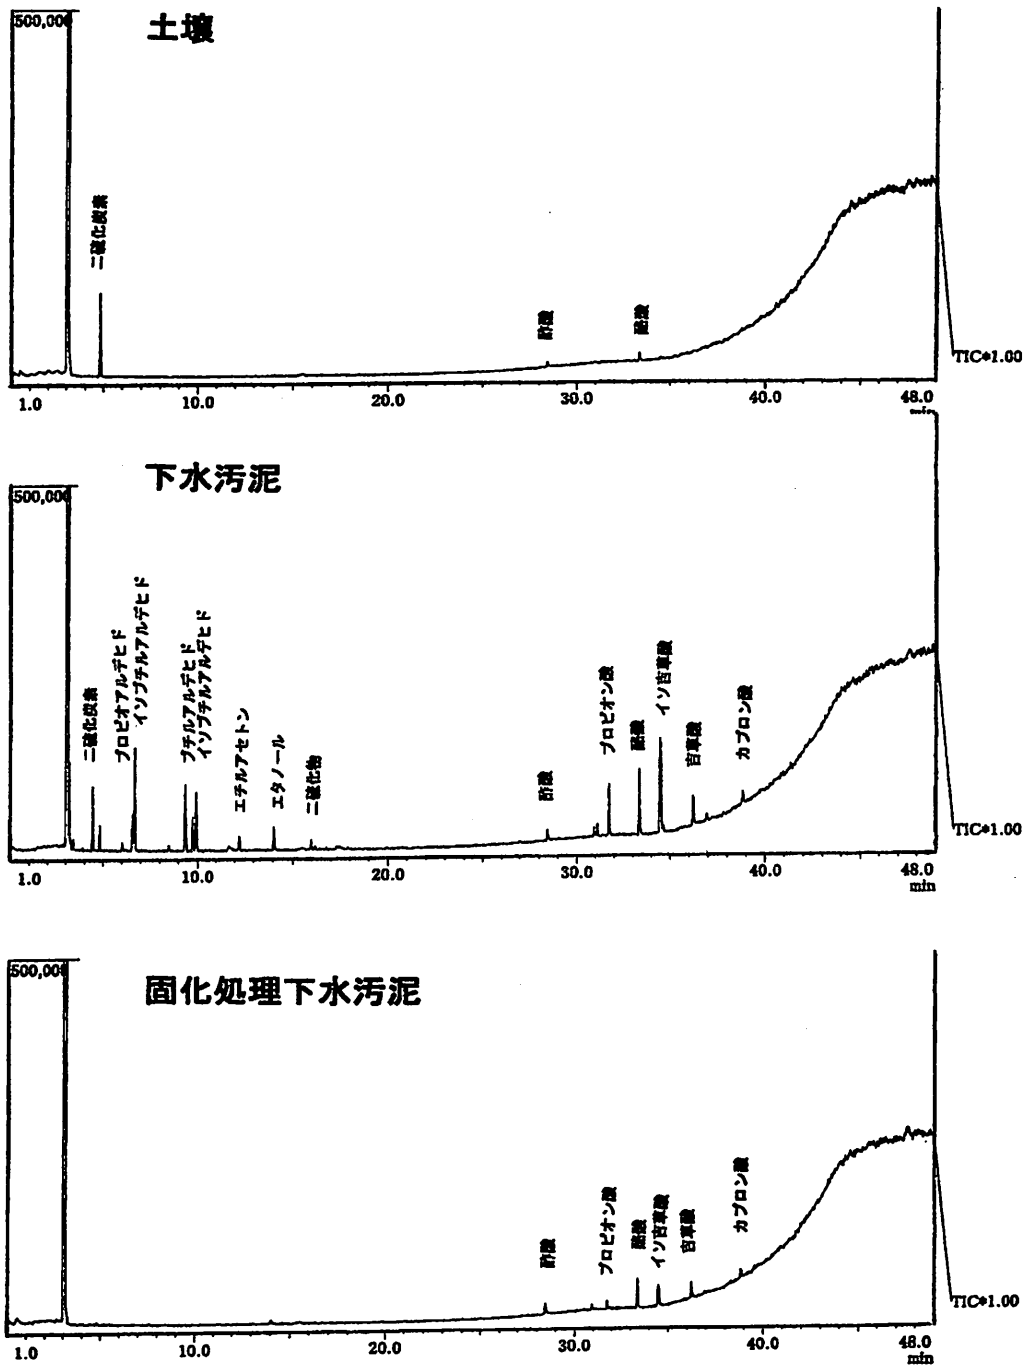 500,000
土壌
二硫化炭素
酢酸
酪酸
TIC*1.00
1.0
10.0
20.0
30.0
40.0
48.0
min
500,000
下水汚泥
二硫化炭素
プロピオアルデヒド
イソブチルアルデヒド
ブチルアルデヒド
イソブチルアルデヒド
エチルアセトン
エタノール
二硫化物
酢酸
プロピオン酸
酪酸
イソ吉草酸
吉草酸
カプロン酸
TIC*1.00
1.0
10.0
20.0
30.0
40.0
48.0
min
500,000
固化処理下水汚泥
酢酸
プロピオン酸
酪酸
イソ吉草酸
吉草酸
カプロン酸
TIC*1.00
1.0
10.0
20.0
30.0
40.0
48.0
min